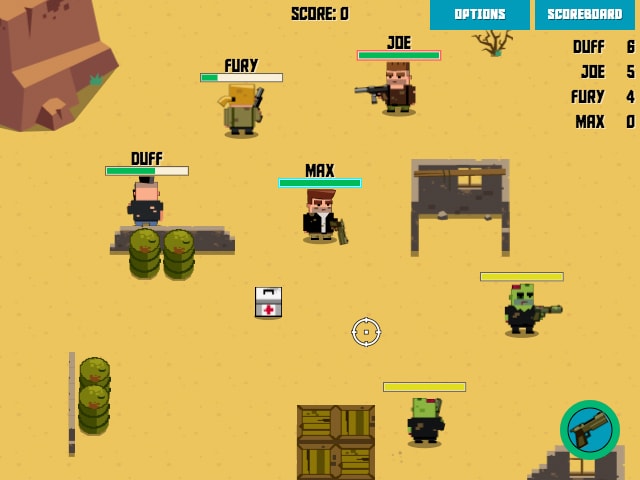 SCORE: 0
OPTIONS
SCOREBOARD
DUFF 6
JOE 5
FURY 4
MAX 0
JOE
FURY
DUFF
MAX